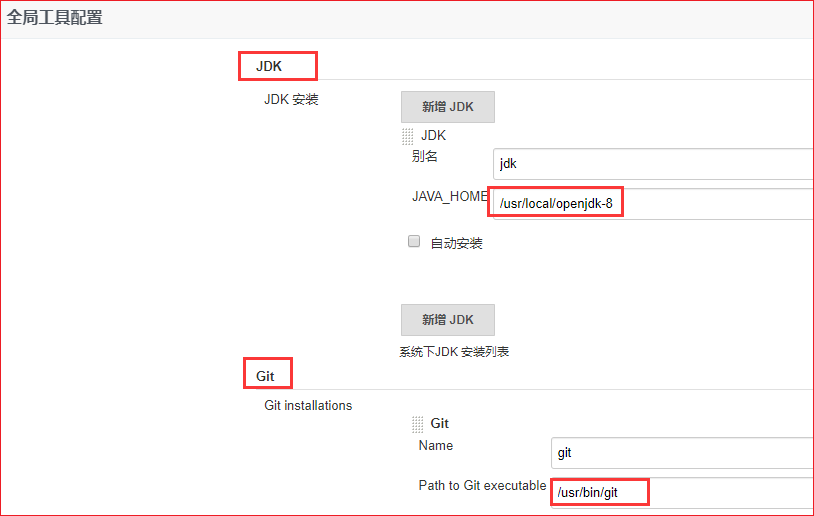 全局工具配置
JDK
JDK 安装
新增 JDK
JDK
别名
jdk
JAVA_HOME
/usr/local/openjdk-8
自动安装
新增 JDK
系统下JDK 安装列表
Git
Git installations
Git
Name
git
Path to Git executable
/usr/bin/git